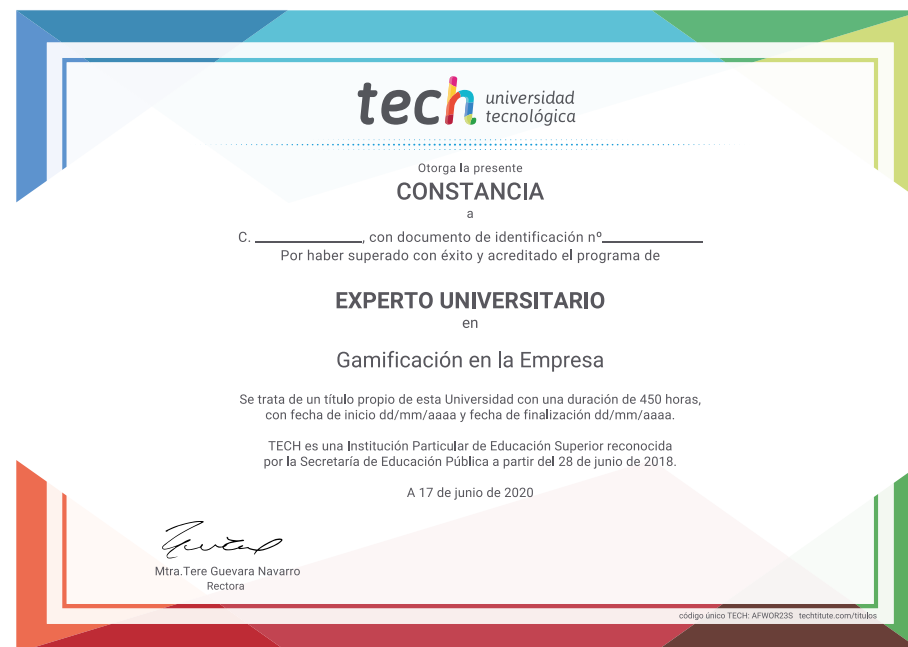 tech universidad
tecnológica
Otorga la presente
CONSTANCIA
a
C. ______________, con documento de identificación nº______________
Por haber superado con éxito y acreditado el programa de
EXPERTO UNIVERSITARIO
en
Gamificación en la Empresa
Se trata de un título propio de esta Universidad con una duración de 450 horas,
con fecha de inicio dd/mm/aaaa y fecha de finalización dd/mm/aaaa.
TECH es una Institución Particular de Educación Superior reconocida
por la Secretaría de Educación Pública a partir del 28 de junio de 2018.
A 17 de junio de 2020
Mtra.Tere Guevara Navarro
Rectora
código único TECH: AFWOR23S techtitute.com/titulos